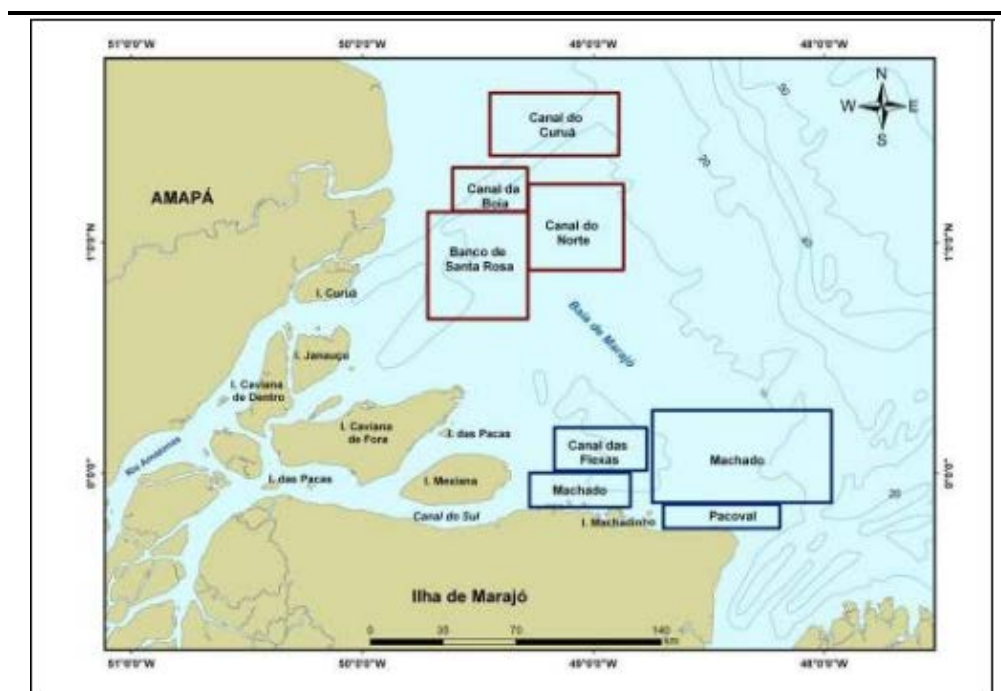 51°0'0"W 50°0'0"W 49°0'0"W 48°0'0"W
N
W E
S
Canal do
Curuá
50
20
AMAPÁ
Canal da
Boia
Canal do
Norte
Banco de
Santa Rosa
40
1°0'0"N
1°0'0"N
I. Curuá
Baía de Marajó
I. Janauçu
I. Caviana
de Dentro
I. Caviana
de Fora
I. das Pacas
Canal das
Flexas
Machado
Rio Amazonas
0°0'0"
0°0'0"
I. das Pacas
I. Mexiana
Machado
20
Canal do Sul
I. Machadinho
Pacoval
Ilha de Marajó
0 35 70 140
km
51°0'0"W 50°0'0"W 49°0'0"W 48°0'0"W